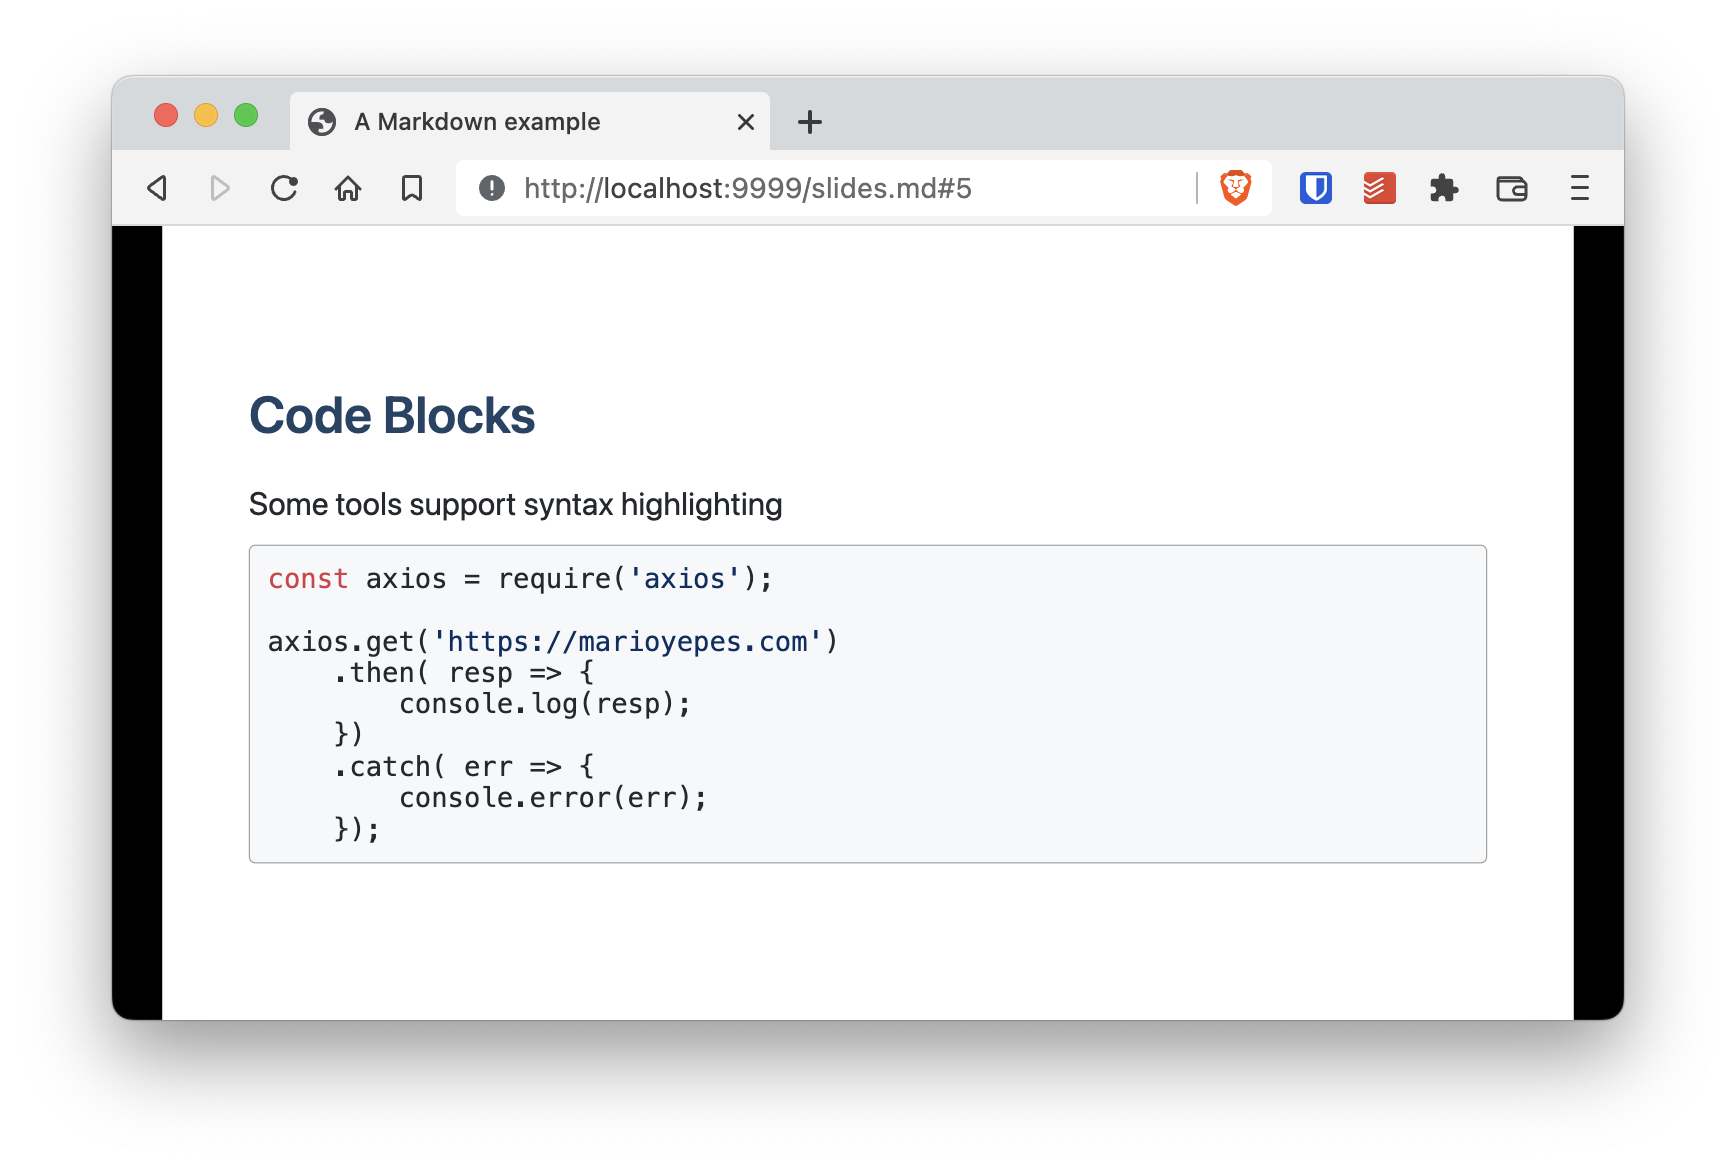 A Markdown example
http://localhost:9999/slides.md#5
Code Blocks
Some tools support syntax highlighting
const axios = require('axios');
axios.get('https://marioyepes.com')
    .then( resp => {
        console.log(resp);
    })
    .catch( err => {
        console.error(err);
    });